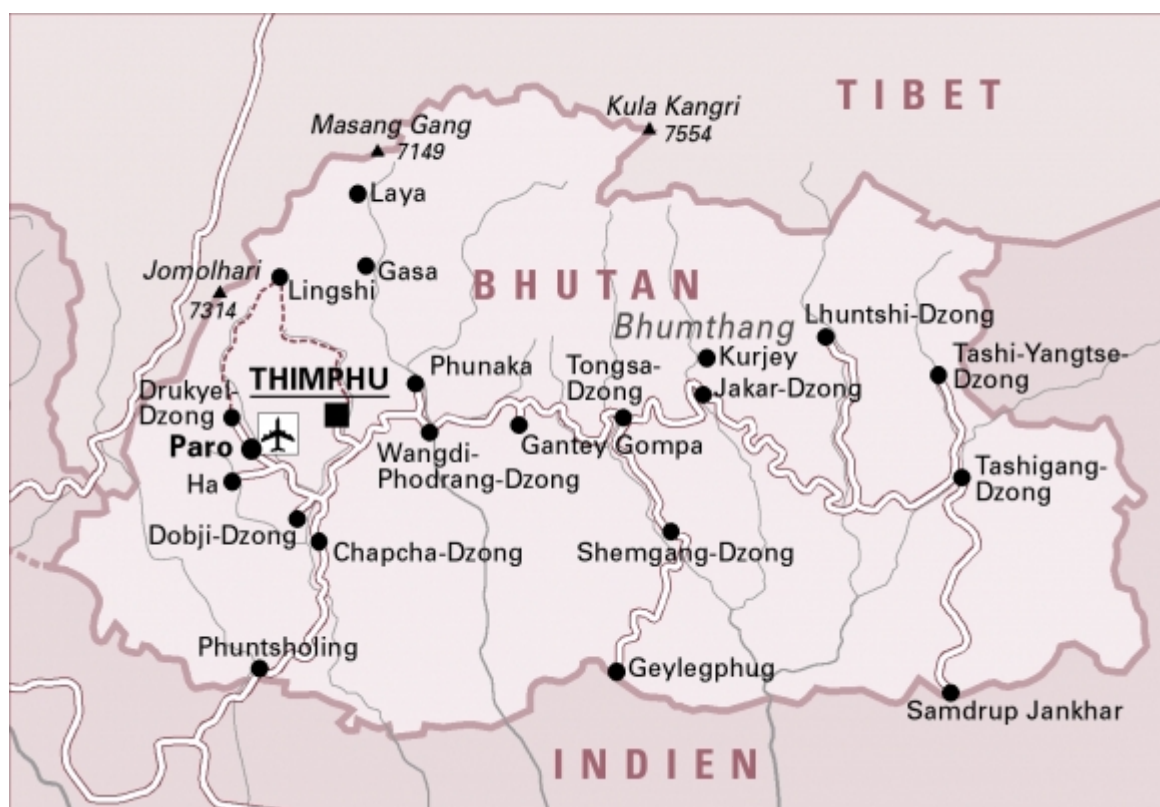 TIBET
Kula Kangri
7554
Masang Gang
7149
Laya
Jomolhari
7314
Gasa
Lingshi
BHUTAN
Bhumthang
Lhuntshi-Dzong
Kurjey
Tashi-Yangtse-
Dzong
Phunaka
Tongsa-
Dzong
Jakar-Dzong
THIMPHU
Drukyel-
Dzong
Paro
Wangdi-
Phodrang-Dzong
Gantey Gompa
Ha
Tashigang-
Dzong
Dobji-Dzong
Chapcha-Dzong
Shemgang-Dzong
Phuntsholing
Geylegphug
Samdrup Jankhar
INDIEN